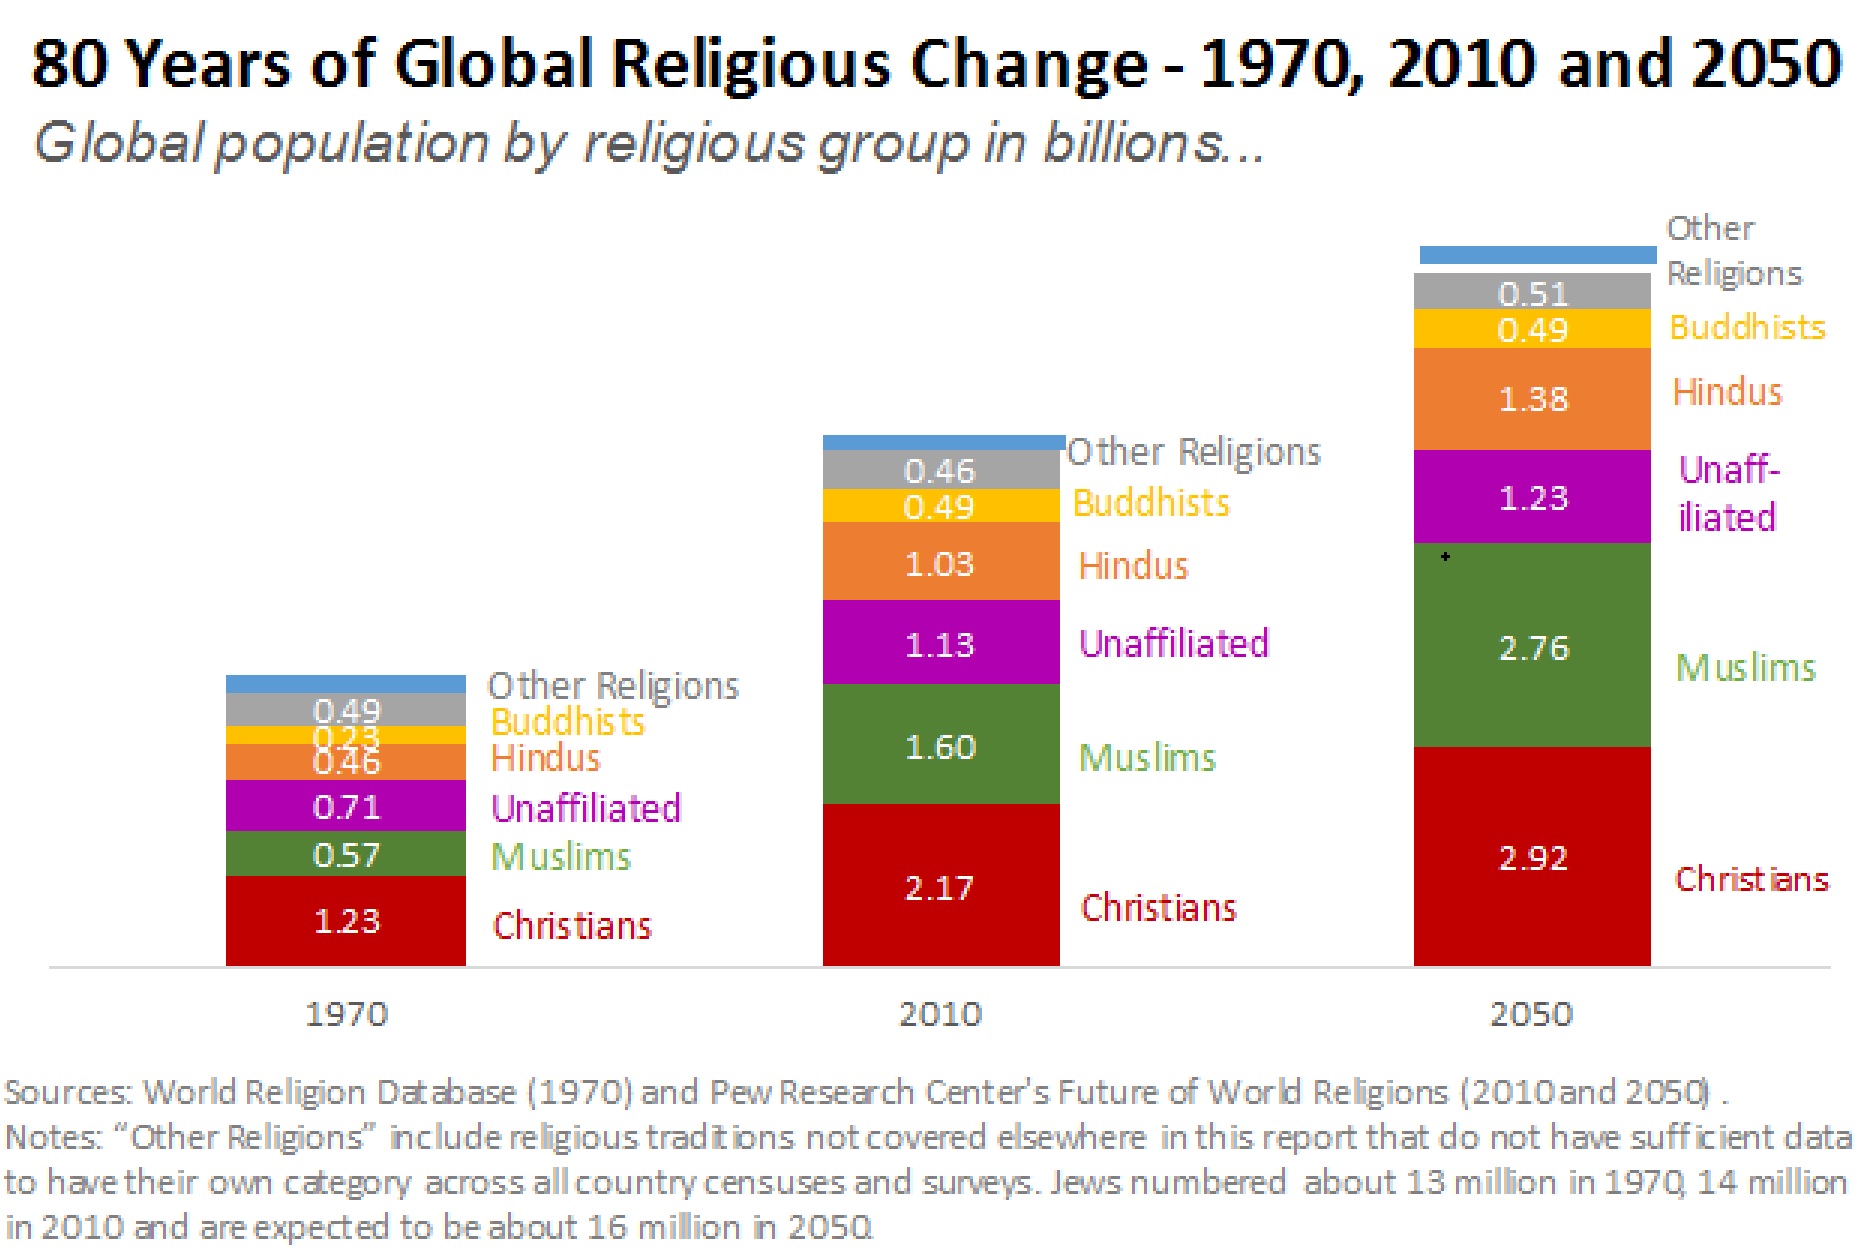 80 Years of Global Religious Change - 1970, 2010 and 2050
Global population by religious group in billions...
Other
Religions
0.51
0.49
Buddhists
1.38
Hindus
1.23
Unaff-
iliated
2.76
Muslims
2.92
Christians
Other Religions
0.46
0.49
Buddhists
1.03
Hindus
1.13
Unaffiliated
1.60
Muslims
2.17
Christians
Other Religions
0.49
0.23
Buddhists
0.46
Hindus
0.71
Unaffiliated
0.57
Muslims
1.23
Christians
1970
2010
2050
Sources: World Religion Database (1970) and Pew Research Center's Future of World Religions (2010 and 2050) .
Notes: “Other Religions” include religious traditions not covered elsewhere in this report that do not have sufficient data
to have their own category across all country censuses and surveys. Jews numbered about 13 million in 1970, 14 million
in 2010 and are expected to be about 16 million in 2050.